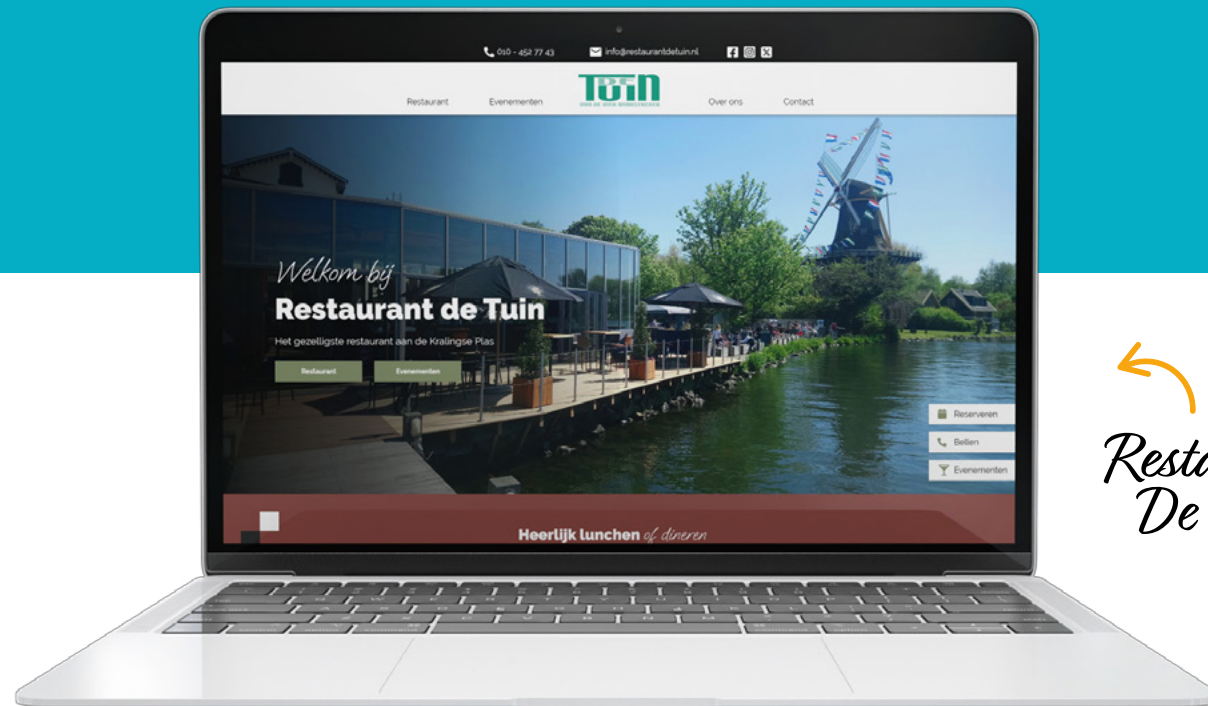 010 - 452 77 43
info@restaurantdetuin.nl
Restaurant
Evenementen
De
Tuin
Over ons
Contact
Welkom bij
Restaurant de Tuin
Het gezelligste restaurant aan de Kralingse Plas
Restaurant
Evenementen
Reserveren
Bellen
Evenementen
Heerlijk lunchen of dineren
De